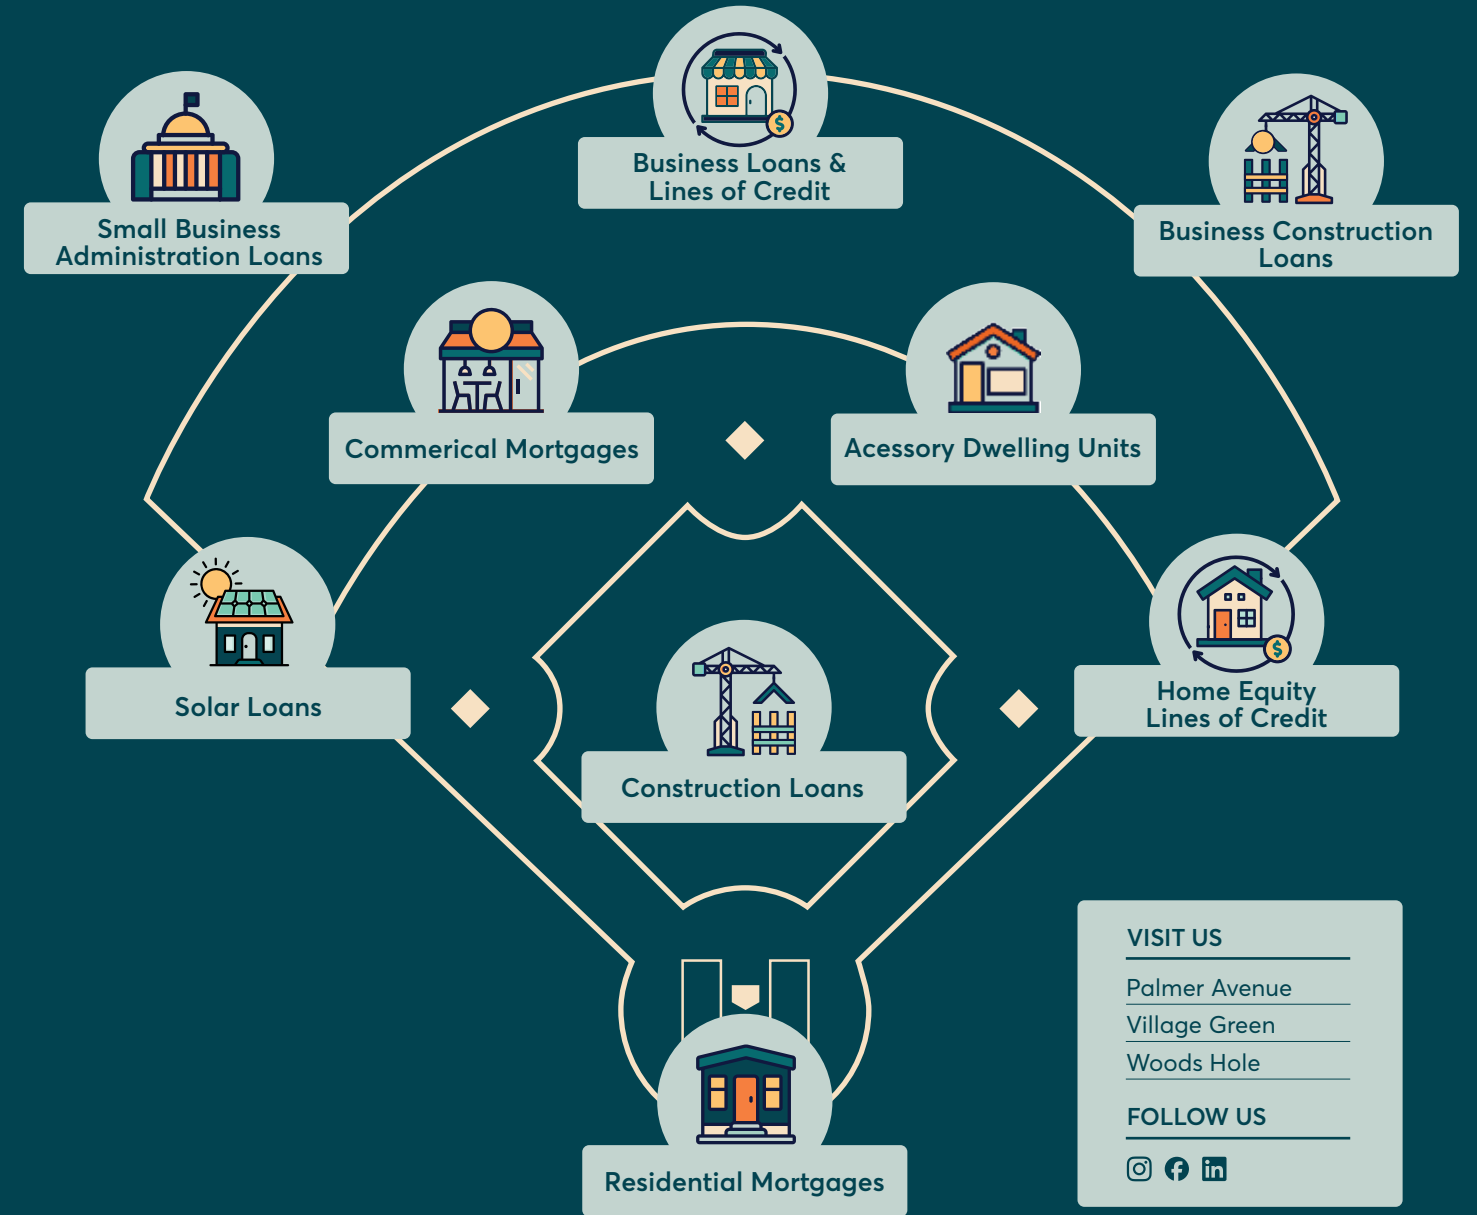 Business Loans &
Lines of Credit
Small Business
Administration Loans
Business Construction
Loans
Commerical Mortgages
Acessory Dwelling Units
Solar Loans
Home Equity
Lines of Credit
Construction Loans
Residential Mortgages
VISIT US
Palmer Avenue
Village Green
Woods Hole
FOLLOW US